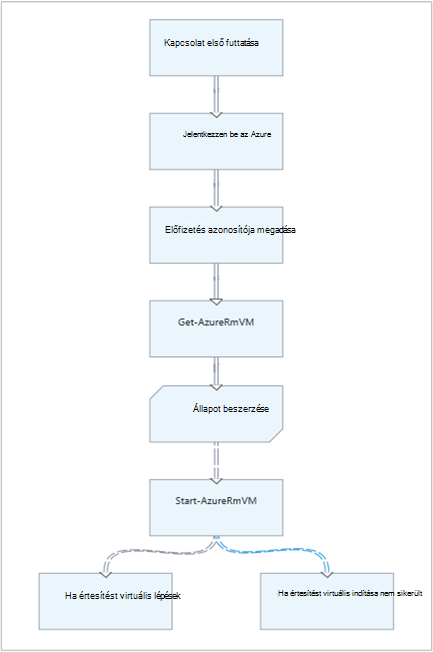 Kapcsolat első futtatása
Jelentkezzen be az Azure
Előfizetés azonosítója megadása
Get-AzureRmVM
Állapot beszerzése
Start-AzureRmVM
Ha értesítést virtuális lépések
Ha értesítést virtuális indítása nem sikerült